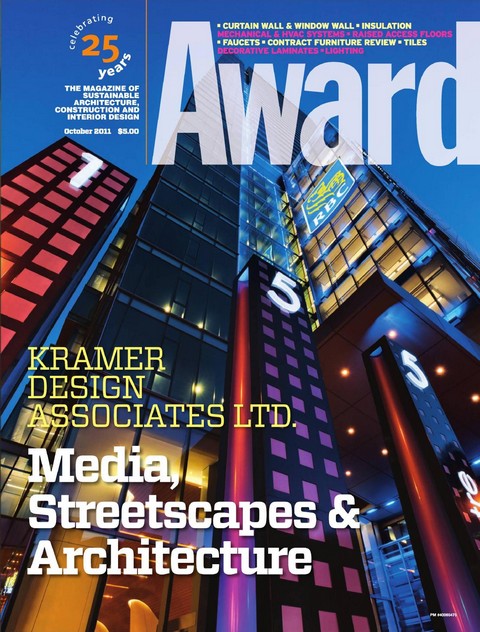 celebrating
25
years
THE MAGAZINE OF
SUSTAINABLE
ARCHITECTURE,
CONSTRUCTION AND
INTERIOR DESIGN
October 2011 $5.00
▪ CURTAIN WALL & WINDOW WALL ▪ INSULATION
MECHANICAL & HVAC SYSTEMS ▪ RAISED ACCESS FLOORS
▪ FAUCETS ▪ CONTRACT FURNITURE REVIEW ▪ TILES
DECORATIVE LAMINATES ▪ LIGHTING
Award
1
RBC
5
5
KRAMER
DESIGN
ASSOCIATES LTD.
Media,
Streetscapes &
Architecture